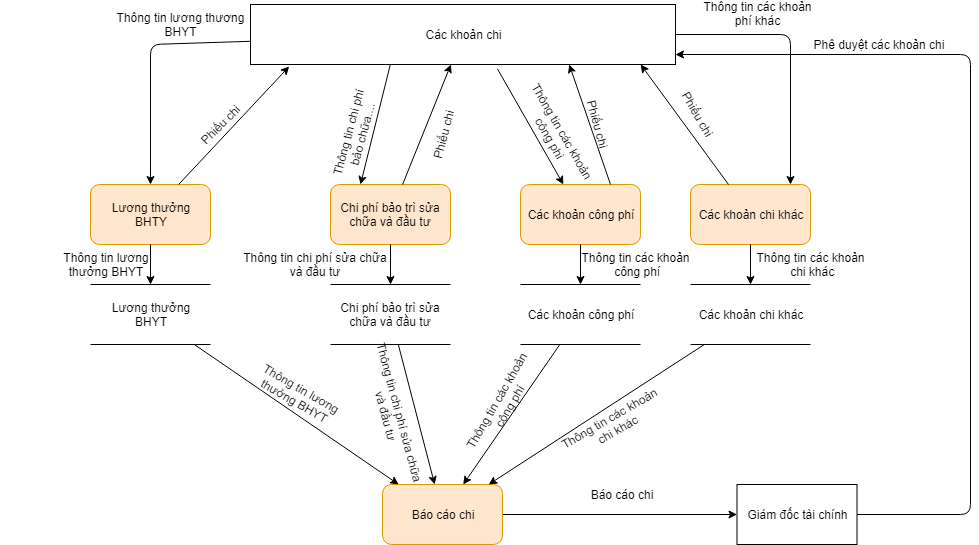 Thông tin lương thương
BHYT
Các khoản chi
Thông tin các khoản
phí khác
Phê duyệt các khoản chi
Phiếu chi
Thông tin chi phí
bảo chữa....
Phiếu chi
Thông tin các khoản
công phí
Phiếu chi
Phiếu chi
Lương thưởng
BHTY
Chi phí bảo trì sửa
chữa và đầu tư
Các khoản công phí
Các khoản chi khác
Thông tin lương
thưởng BHYT
Thông tin chi phí sửa chữa
và đầu tư
Thông tin các khoản
công phí
Thông tin các khoản
chi khác
Lương thưởng
BHYT
Chi phí bảo trì sửa
chữa và đầu tư
Các khoản công phí
Các khoản chi khác
Thông tin lương
thưởng BHYT
Thông tin chi phí sửa chữa
và đầu tư
Thông tin các khoản
công phí
Thông tin các khoản
chi khác
Báo cáo chi
Báo cáo chi
Giám đốc tài chính